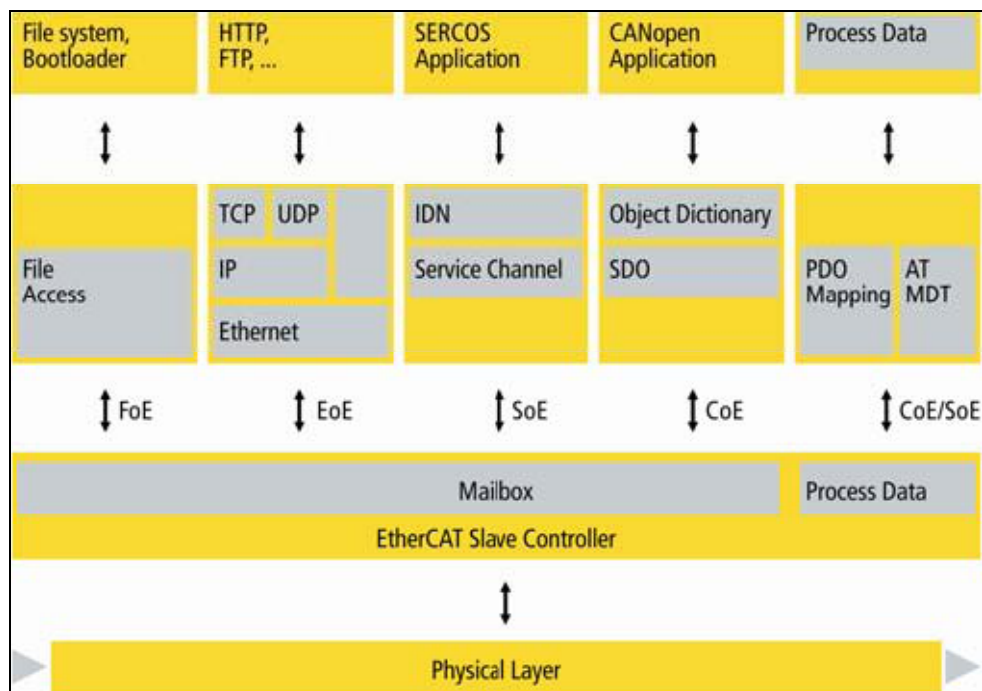 File system,
Bootloader
HTTP,
FTP, ...
SERCOS
Application
CANopen
Application
Process Data
File
Access
TCP
UDP
IP
Ethernet
IDN
Service Channel
Object Dictionary
SDO
PDO
Mapping
AT
MDT
FoE
EoE
SoE
CoE
CoE/SoE
Mailbox
Process Data
EtherCAT Slave Controller
Physical Layer